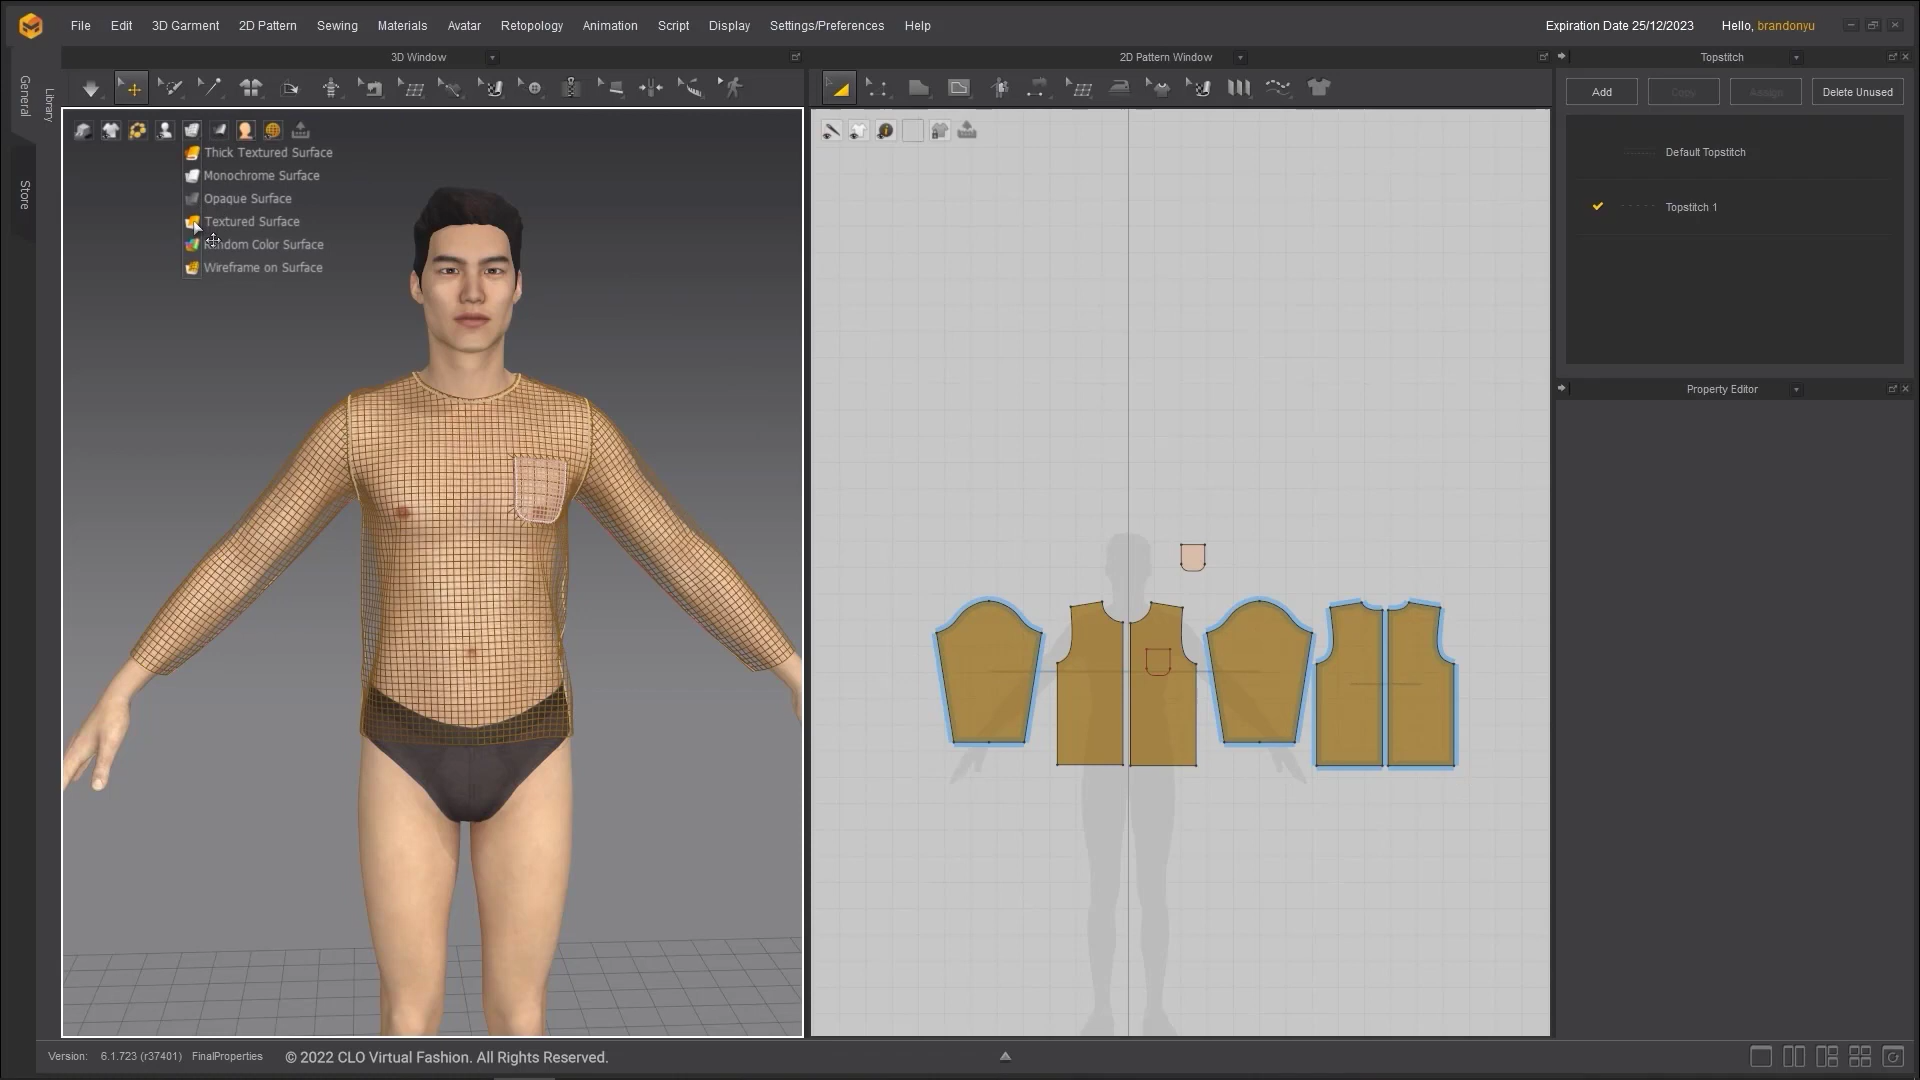 File Edit 3D Garment 2D Pattern Sewing Materials Avatar Retopology Animation Script Display Settings/Preferences Help
Expiration Date 25/12/2023 Hello, brandonyu
3D Window
2D Pattern Window
Topstitch
General
Library
Store
Add Copy Assign Delete Unused
Thick Textured Surface
Monochrome Surface
Opaque Surface
Textured Surface
Random Color Surface
Wireframe on Surface
Default Topstitch
Topstitch 1
Property Editor
Version: 6.1.723 (r37401) FinalProperties © 2022 CLO Virtual Fashion. All Rights Reserved.